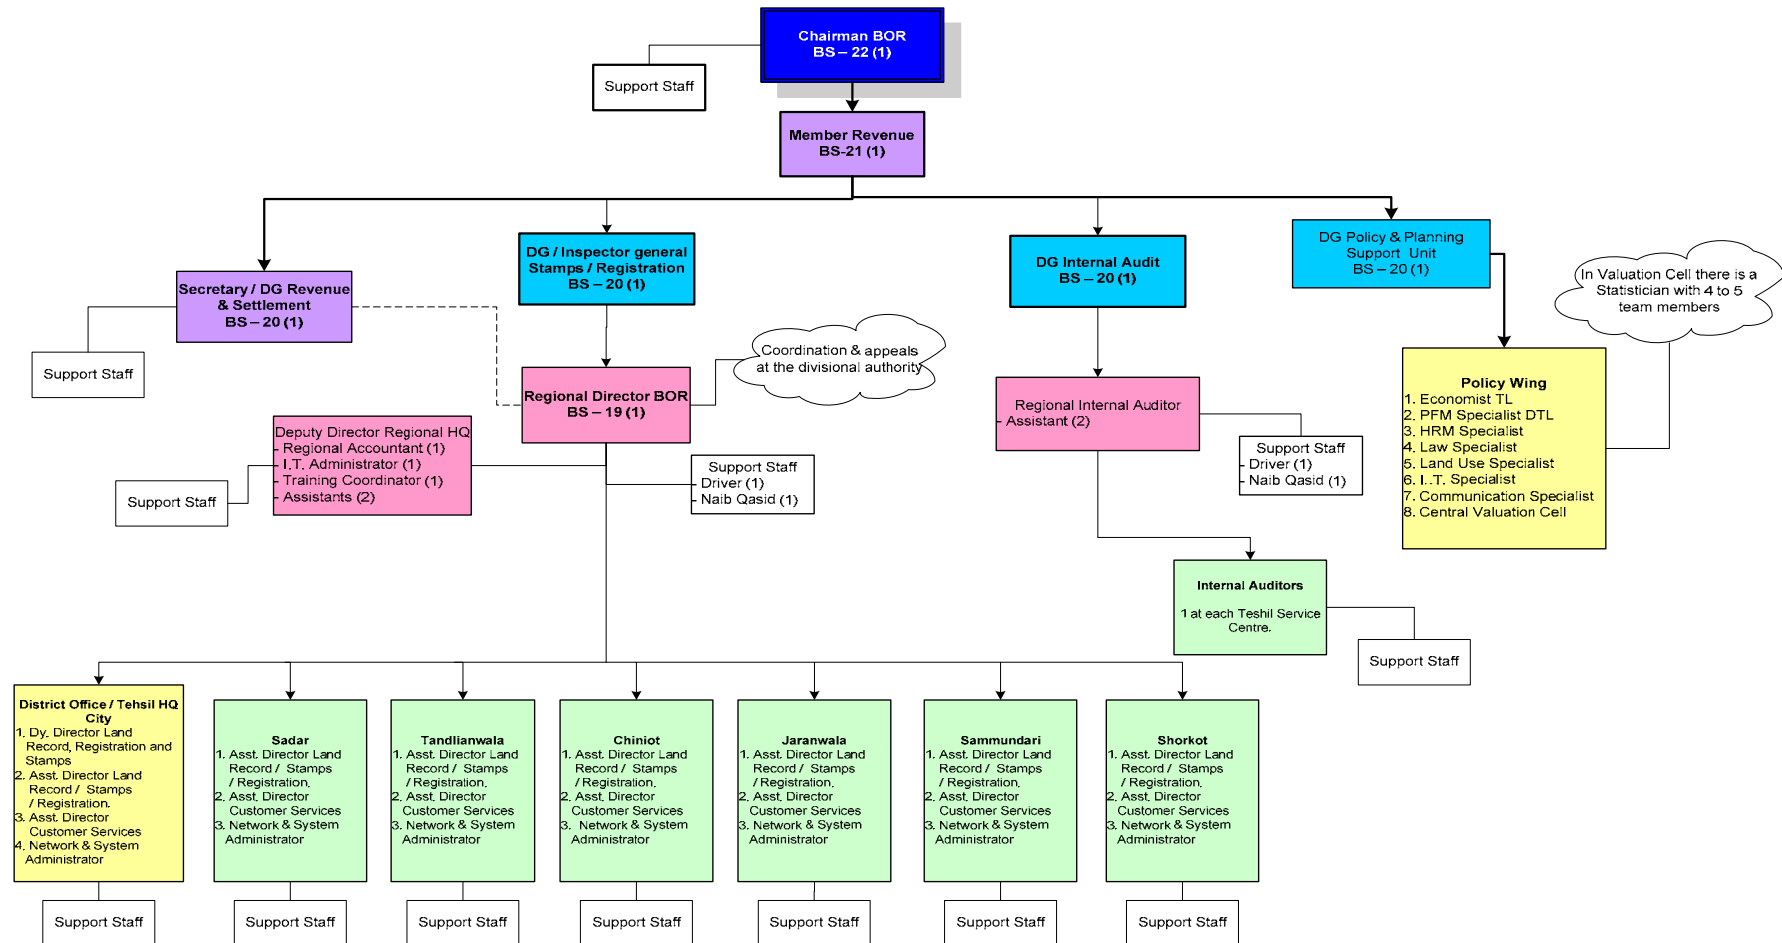 Chairman BOR
BS – 22 (1)
Support Staff
Member Revenue
BS-21 (1)
Secretary / DG Revenue
& Settlement
BS – 20 (1)
Support Staff
DG / Inspector general
Stamps / Registration
BS – 20 (1)
DG Internal Audit
BS – 20 (1)
DG Policy & Planning
Support Unit
BS – 20 (1)
In Valuation Cell there is a
Statistician with 4 to 5
team members
Coordination & appeals
at the divisional authority
Regional Director BOR
BS – 19 (1)
Deputy Director Regional HQ
- Regional Accountant (1)
- I.T. Administrator (1)
- Training Coordinator (1)
- Assistants (2)
Support Staff
Support Staff
- Driver (1)
- Naib Qasid (1)
Regional Internal Auditor
- Assistant (2)
Support Staff
- Driver (1)
- Naib Qasid (1)
Policy Wing
1. Economist TL
2. PFM Specialist DTL
3. HRM Specialist
4. Law Specialist
5. Land Use Specialist
6. I.T. Specialist
7. Communication Specialist
8. Central Valuation Cell
Internal Auditors
1 at each Teshil Service
Centre.
Support Staff
District Office / Tehsil HQ
City
1. Dy. Director Land
Record, Registration and
Stamps
2. Asst. Director Land
Record / Stamps
/ Registration.
3. Asst. Director
Customer Services
4. Network & System
Administrator
Support Staff
Sadar
1. Asst. Director Land
Record / Stamps
/ Registration.
2. Asst. Director
Customer Services
3. Network & System
Administrator
Support Staff
Tandlianwala
1. Asst. Director Land
Record / Stamps
/ Registration.
2. Asst. Director
Customer Services
3. Network & System
Administrator
Support Staff
Chiniot
1. Asst. Director Land
Record / Stamps
/ Registration.
2. Asst. Director
Customer Services
3. Network & System
Administrator
Support Staff
Jaranwala
1. Asst. Director Land
Record / Stamps
/ Registration.
2. Asst. Director
Customer Services
3. Network & System
Administrator
Support Staff
Sammundari
1. Asst. Director Land
Record / Stamps
/ Registration.
2. Asst. Director
Customer Services
3. Network & System
Administrator
Support Staff
Shorkot
1. Asst. Director Land
Record / Stamps
/ Registration.
2. Asst. Director
Customer Services
3. Network & System
Administrator
Support Staff